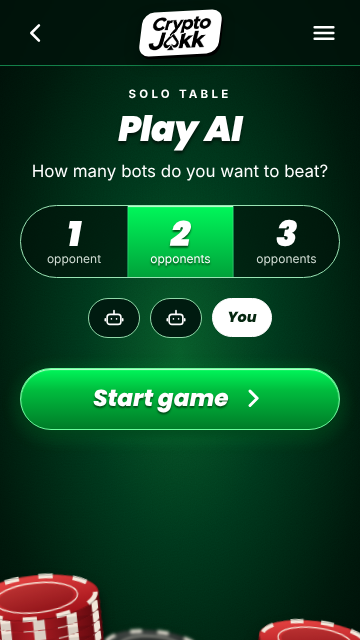 Crypto
Jokk
SOLO TABLE
Play AI
How many bots do you want to beat?
1 2 3
opponent opponents opponents
You
Start game